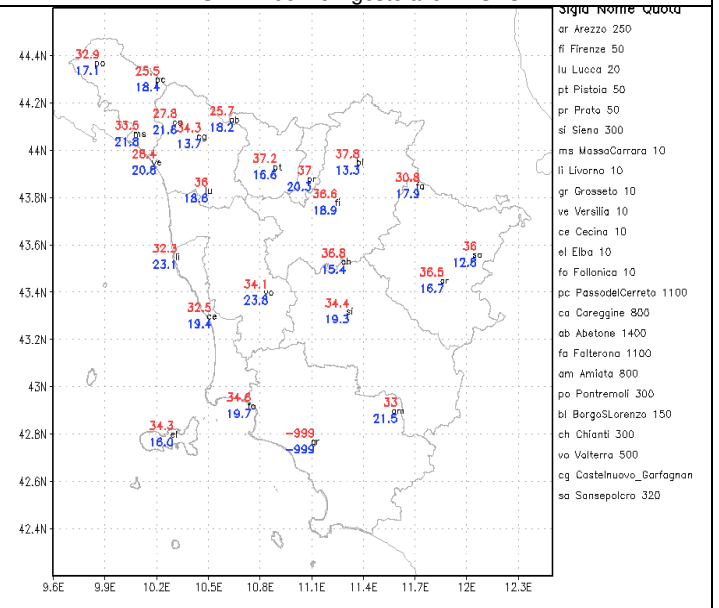 Sigla Nome Quota
ar Arezzo 250
fi Firenze 50
lu Lucca 20
pt Pistoia 50
pr Prato 50
si Siena 300
ms MassaCarrara 10
li Livorno 10
gr Grosseto 10
ve Versilia 10
ce Cecina 10
el Elba 10
fo Follonica 10
pc PassodelCerreto 1100
ca Careggine 800
ab Abetone 1400
fa Falterona 1100
am Amiata 800
po Pontremoli 300
bl BorgoSLorenzo 150
ch Chianti 300
vo Volterra 500
cg Castelnuovo_Garfagnan
sa Sansepolcro 320
44.4N
44.2N
44N
43.8N
43.6N
43.4N
43.2N
43N
42.8N
42.6N
42.4N
32.9
po
17.1
25.5
pc
18.4
27.8
21.6
34.3
cg
13.7
25.7
ab
18.2
33.5
ms
21.8
28.4
ve
20.8
36
lu
18.6
37.2
pt
16.6
37
pr
20.3
37.8
bl
13.3
36.6
fi
18.9
30.8
fa
17.9
32.3
li
23.1
36.8
ch
15.4
36
sa
12.8
36.5
ar
16.7
34.1
vo
23.8
32.5
ce
19.4
34.4
si
19.3
34.6
fo
19.7
33
am
21.5
34.3
el
16.0
-999
gr
-999
9.6E 9.9E 10.2E 10.5E 10.8E 11.1E 11.4E 11.7E 12E 12.3E